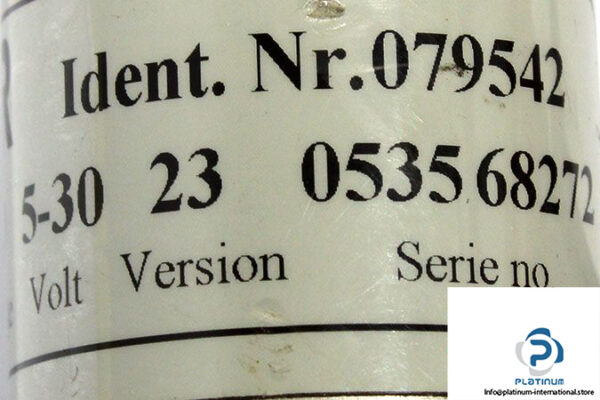 Ident. Nr.079542
5-30 23 0535 68272
Volt Version Serie no
PLATINUM
Info@platinum-international.store